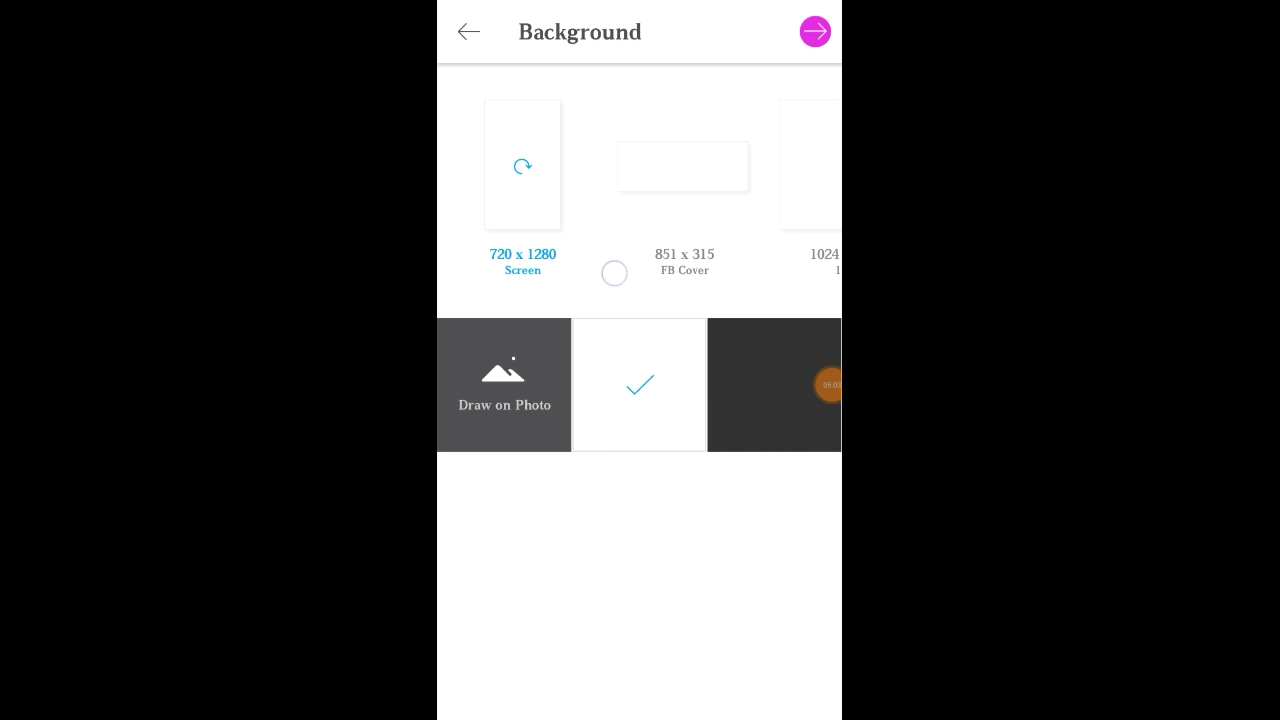 Background
720 x 1280
Screen
851 x 315
FB Cover
1024
Draw on Photo